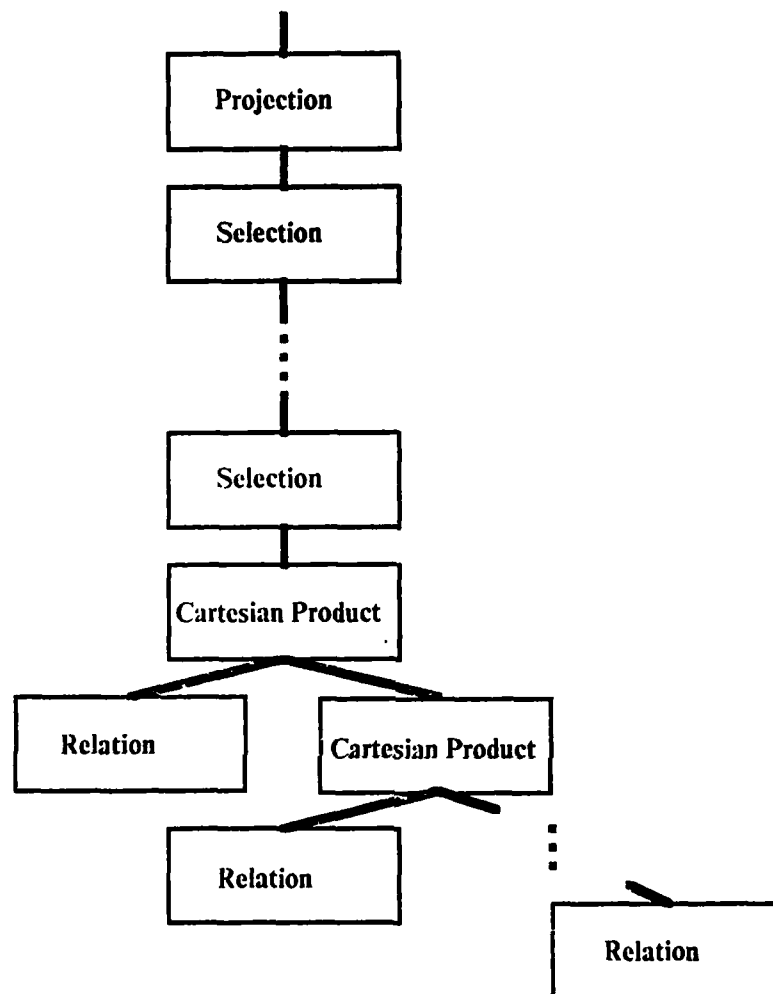 Projection
Selection
Selection
Cartesian Product
Relation
Cartesian Product
Relation
Relation